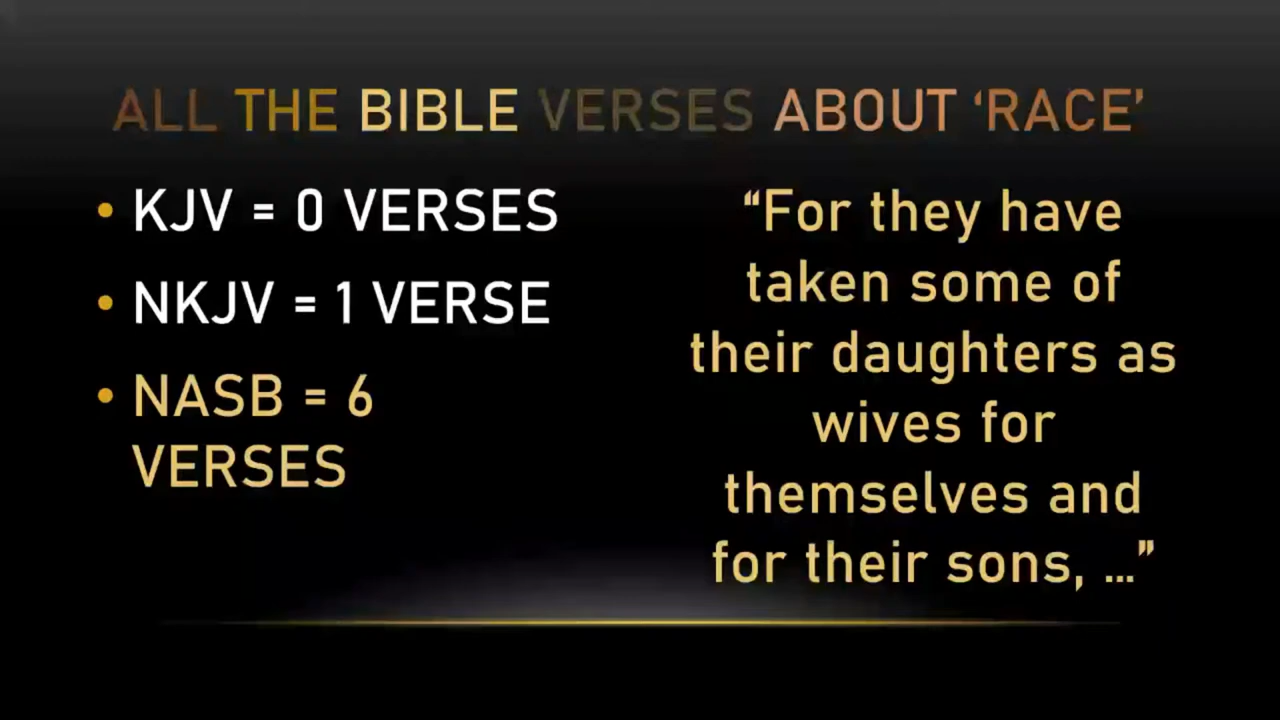 ALL THE BIBLE VERSES ABOUT ‘RACE’
• KJV = 0 VERSES
• NKJV = 1 VERSE
• NASB = 6
VERSES
“For they have
taken some of
their daughters as
wives for
themselves and
for their sons, …”